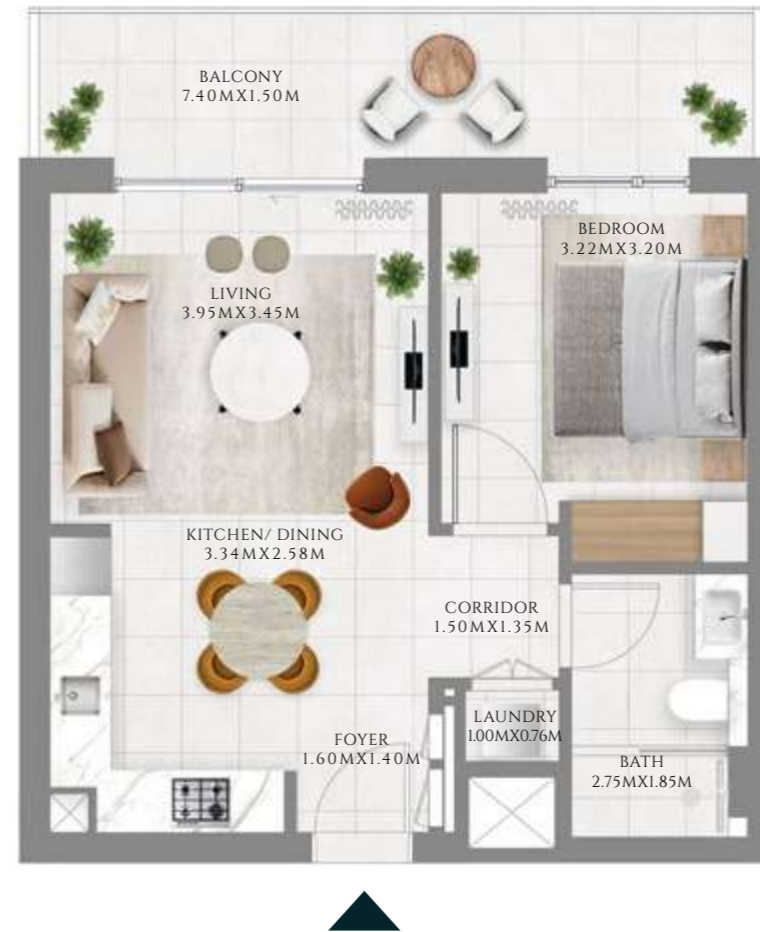 BALCONY
7.40MX1.50M
BEDROOM
3.22MX3.20M
LIVING
3.95MX3.45M
KITCHEN/ DINING
3.34MX2.58M
CORRIDOR
1.50MX1.35M
LAUNDRY
1.00MX0.76M
FOYER
1.60MX1.40M
BATH
2.75MX1.85M